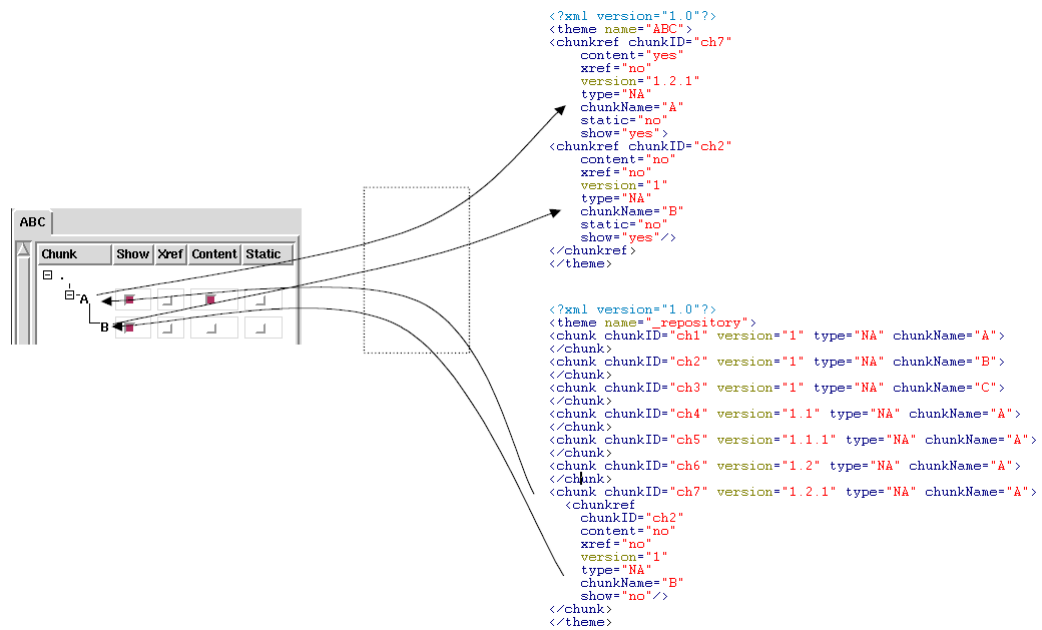 ABC
Chunk Show Xref Content Static
A
B
<?xml version="1.0"?>
<theme name="ABC">
<chunkref chunkID="ch7"
content="yes"
xref="no"
version="1.2.1"
type="NA"
chunkName="A"
static="no"
show="yes">
<chunkref chunkID="ch2"
content="no"
xref="no"
version="1"
type="NA"
chunkName="B"
static="no"
show="yes"/>
</chunkref>
</theme>
<?xml version="1.0"?>
<theme name="_repository">
<chunk chunkID="ch1" version="1" type="NA" chunkName="A">
</chunk>
<chunk chunkID="ch2" version="1" type="NA" chunkName="B">
</chunk>
<chunk chunkID="ch3" version="1" type="NA" chunkName="C">
</chunk>
<chunk chunkID="ch4" version="1.1" type="NA" chunkName="A">
</chunk>
<chunk chunkID="ch5" version="1.1.1" type="NA" chunkName="A">
</chunk>
<chunk chunkID="ch6" version="1.2" type="NA" chunkName="A">
</chunk>
<chunk chunkID="ch7" version="1.2.1" type="NA" chunkName="A">
<chunkref
chunkID="ch2"
content="no"
xref="no"
version="1"
type="NA"
chunkName="B"
show="no"/>
</chunk>
</theme>